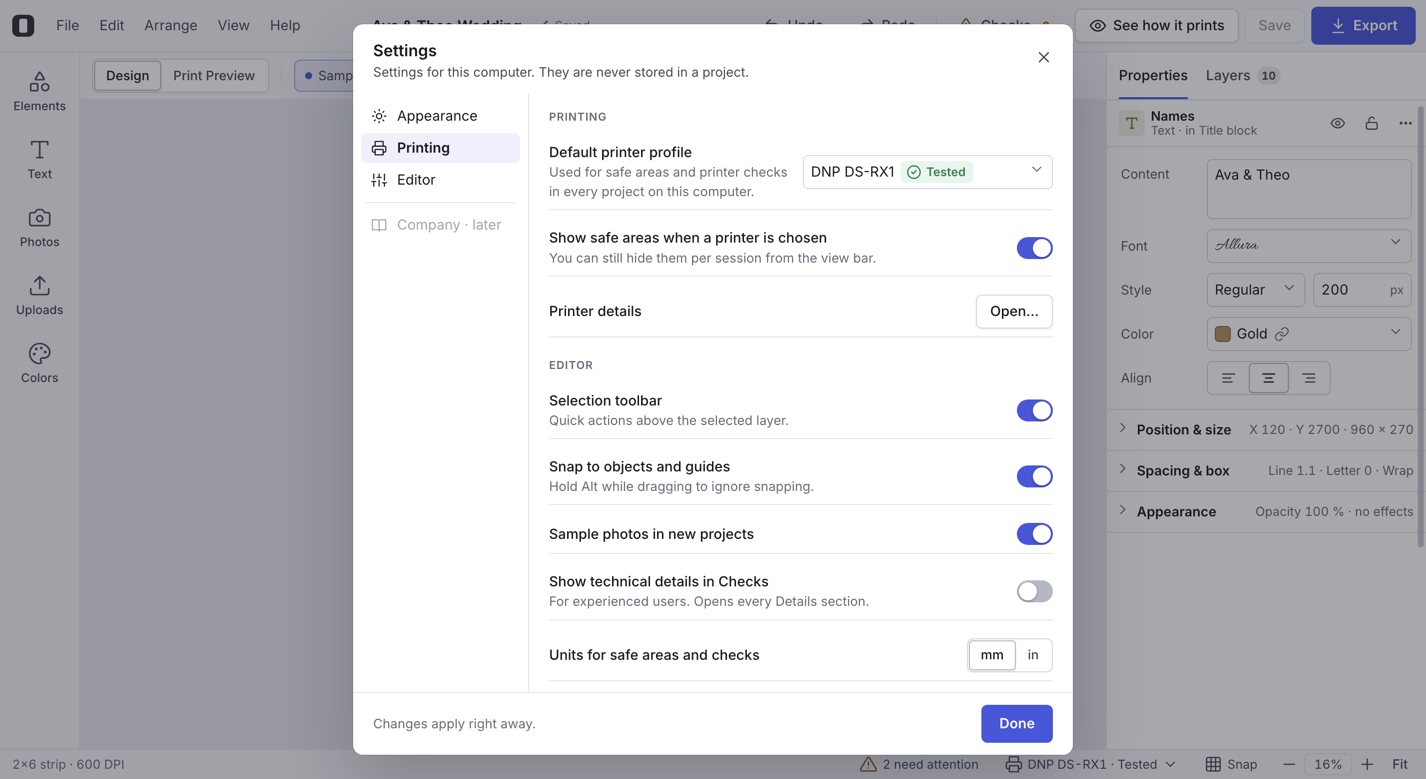 File
Edit
Arrange
View
Help
See how it prints
Save
Export
Elements
Text
Photos
Uploads
Colors
Design
Print Preview
Samp
Settings
Settings for this computer. They are never stored in a project.
Appearance
Printing
Editor
Company · later
PRINTING
Default printer profile
Used for safe areas and printer checks
in every project on this computer.
DNP DS-RX1 Tested
Show safe areas when a printer is chosen
You can still hide them per session from the view bar.
Printer details
Open...
EDITOR
Selection toolbar
Quick actions above the selected layer.
Snap to objects and guides
Hold Alt while dragging to ignore snapping.
Sample photos in new projects
Show technical details in Checks
For experienced users. Opens every Details section.
Units for safe areas and checks
mm in
Changes apply right away.
Done
Properties
Layers 10
Names
Text · in Title block
Content
Ava & Theo
Font
Allura
Style
Regular
200 px
Color
Gold
Align
Position & size X 120 · Y 2700 · 960 × 270
Spacing & box Line 1.1 · Letter 0 · Wrap
Appearance Opacity 100 % · no effects
2×6 strip · 600 DPI
2 need attention
DNP DS-RX1 · Tested
Snap
16%
Fit